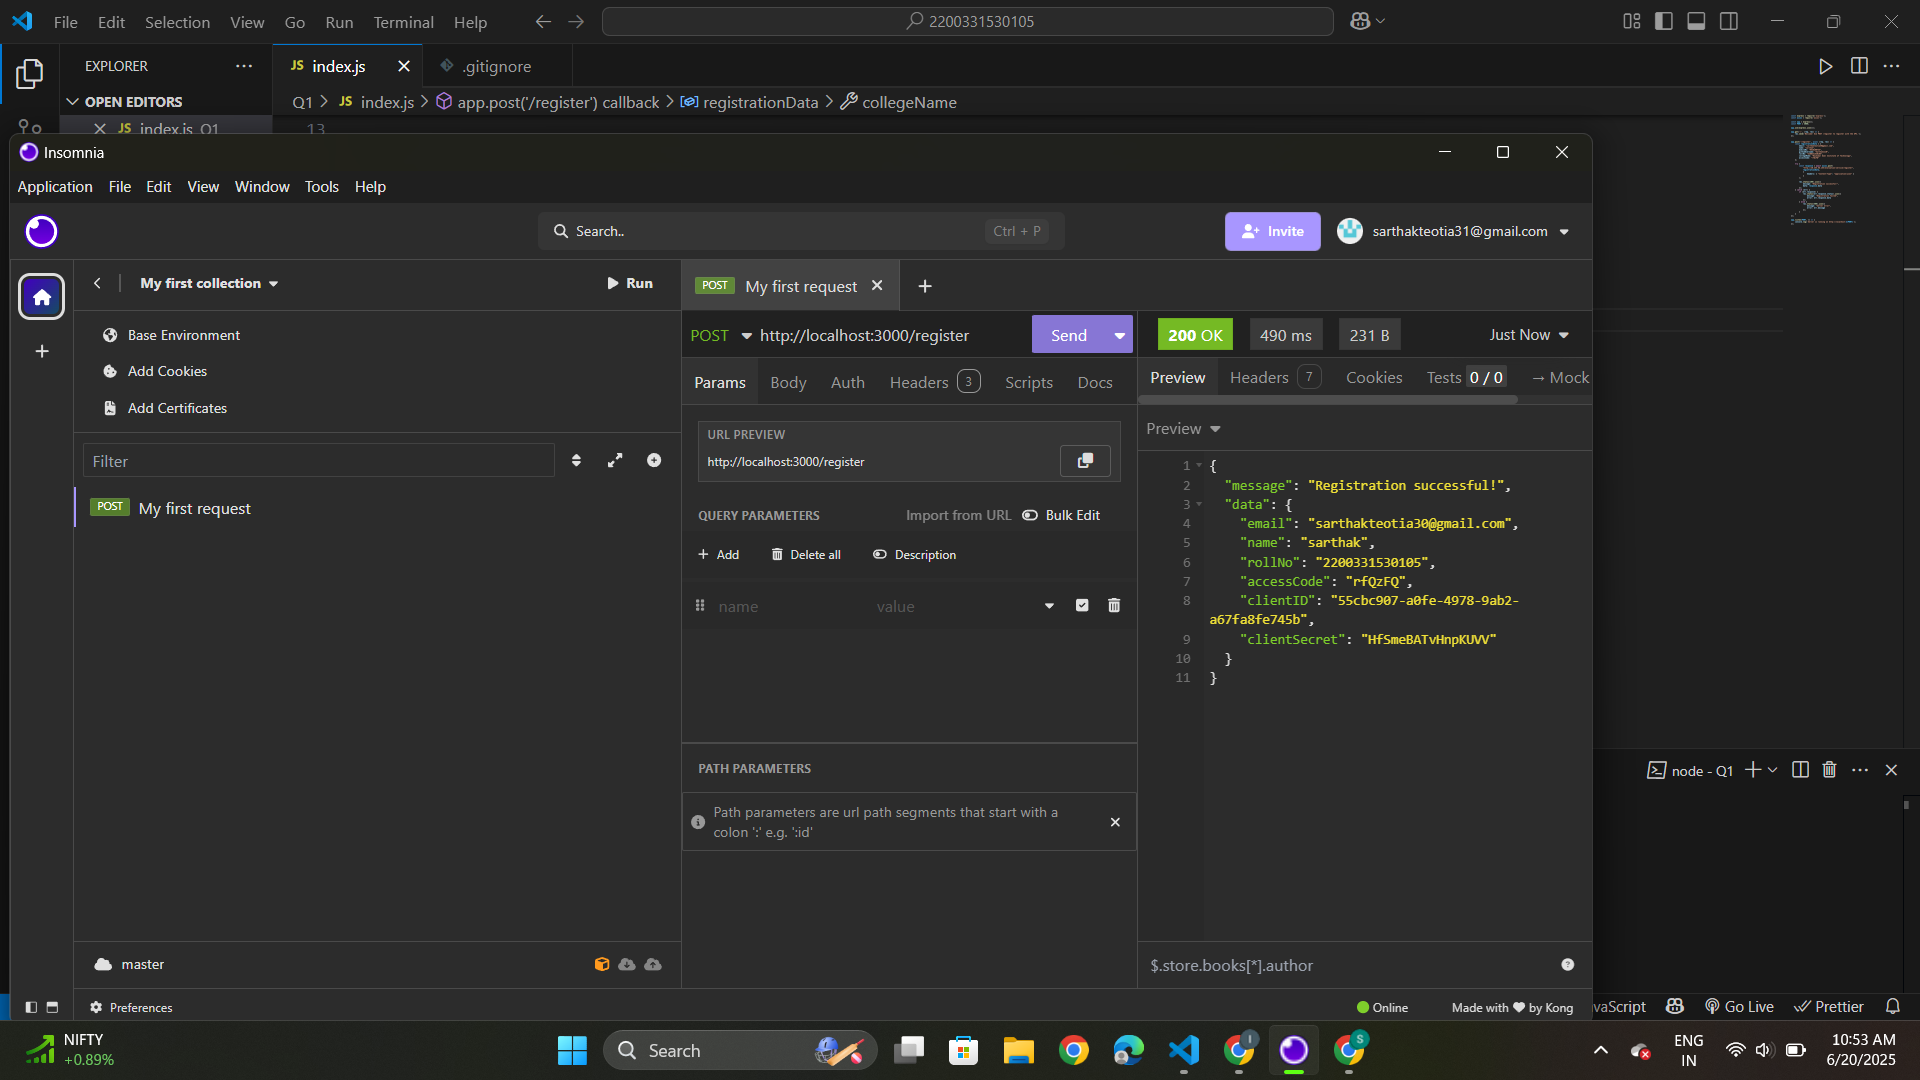 File Edit Selection View Go Run Terminal Help
2200331530105
EXPLORER
JS index.js
.gitignore
OPEN EDITORS
Q1 > JS index.js > app.post('/register') callback > registrationData > collegeName
JS index.js Q1
13
Insomnia
Application File Edit View Window Tools Help
Search..
Ctrl + P
Invite
sarthakteotia31@gmail.com
My first collection
Run
POST My first request
Base Environment
Add Cookies
Add Certificates
Filter
POST My first request
POST http://localhost:3000/register
Send
200 OK
490 ms
231 B
Just Now
Params Body Auth Headers 3 Scripts Docs
Preview Headers 7 Cookies Tests 0 / 0 → Mock
URL PREVIEW
http://localhost:3000/register
QUERY PARAMETERS
Import from URL
Bulk Edit
Add
Delete all
Description
name
value
PATH PARAMETERS
Path parameters are url path segments that start with a
colon ':' e.g. ':id'
Preview
1 {
2 "message": "Registration successful!",
3 "data": {
4 "email": "sarthakteotia30@gmail.com",
5 "name": "sarthak",
6 "rollNo": "2200331530105",
7 "accessCode": "rfQzFQ",
8 "clientID": "55cbc907-a0fe-4978-9ab2-
a67fa8fe745b",
9 "clientSecret": "HfSmeBATvHnpKUVV"
10 }
11 }
$.store.books[*].author
node - Q1
master
Preferences
Online
Made with ❤ by Kong
vaScript
Go Live
Prettier
NIFTY
+0.89%
Search
ENG
IN
10:53 AM
6/20/2025